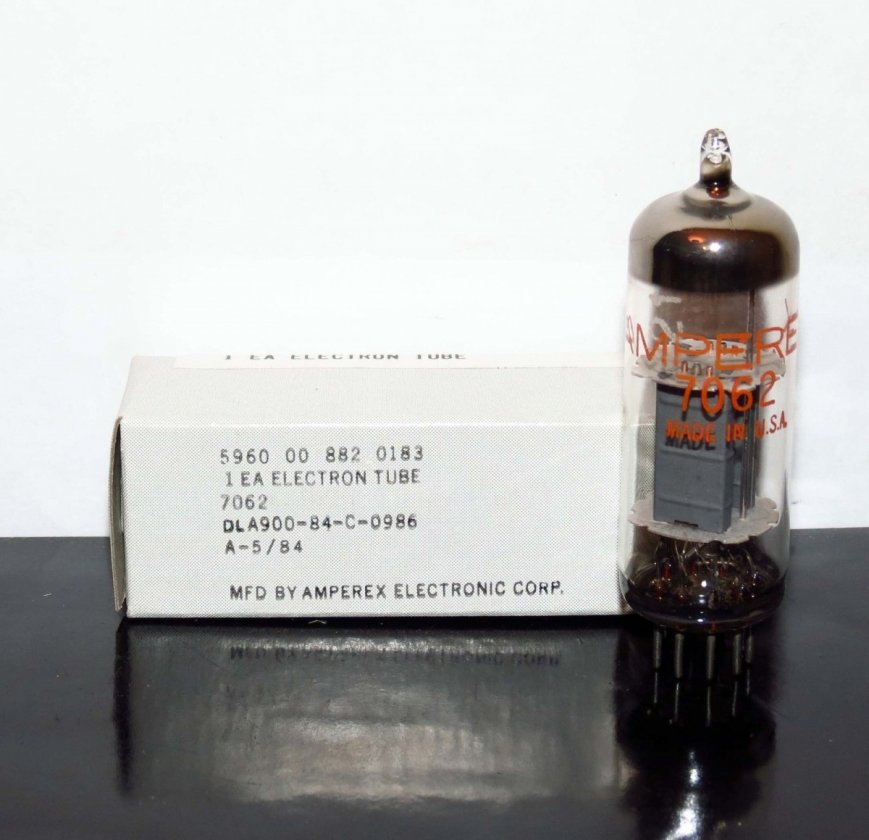 1 EA ELECTRON TUBE
5960 00 882 0183
1 EA ELECTRON TUBE
7062
DLA900-84-C-0986
A-5/84
MFD BY AMPEREX ELECTRONIC CORP.
AMPERE
7062
MADE IN U.S.A.